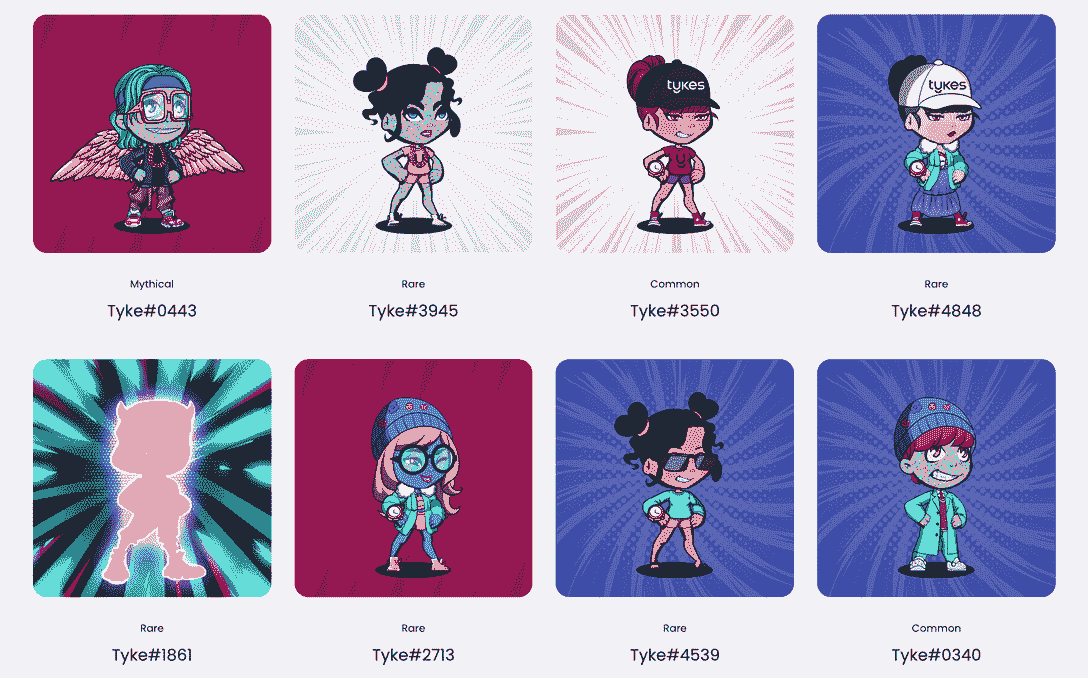 tykes
tykes
Mythical
Rare
Common
Rare
Tyke#0443
Tyke#3945
Tyke#3550
Tyke#4848
Rare
Rare
Rare
Common
Tyke#1861
Tyke#2713
Tyke#4539
Tyke#0340